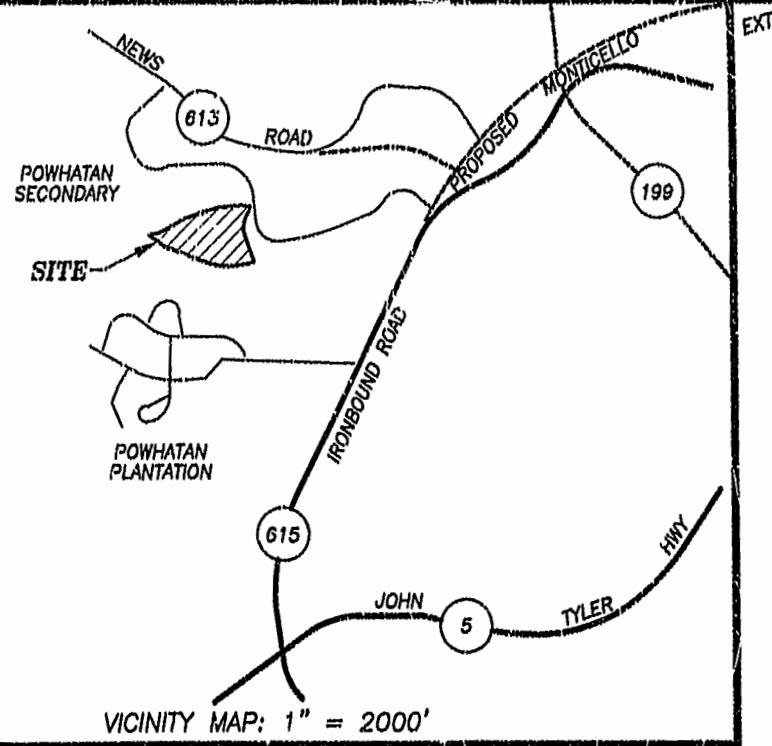 EXT
NEWS
613
ROAD
PROPOSED MONTICELLO
POWHATAN
SECONDARY
199
SITE
IRONBOUND ROAD
POWHATAN
PLANTATION
615
JOHN
5
TYLER
HWY
VICINITY MAP: 1" = 2000'